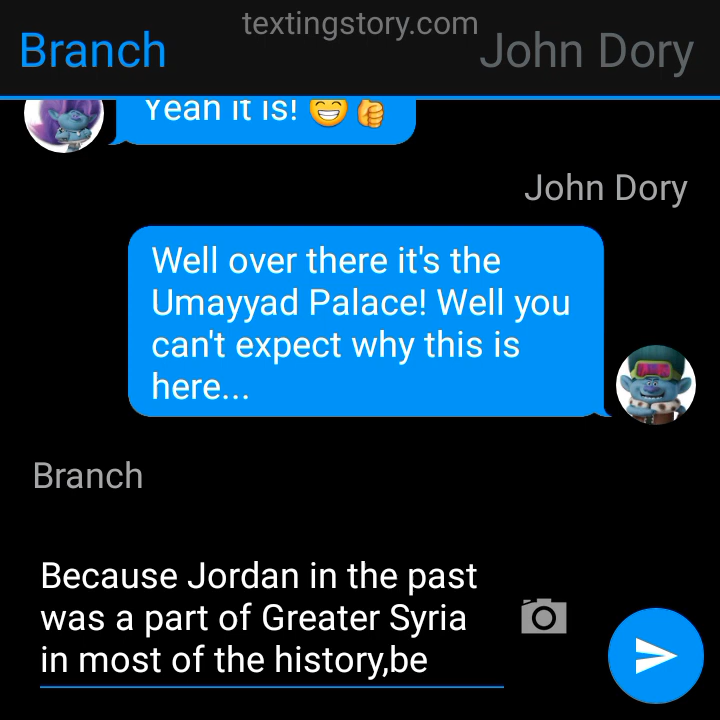 textingstory.com
Branch
John Dory
Yeah it is! 😁👍
John Dory
Well over there it's the
Umayyad Palace! Well you
can't expect why this is
here...
Branch
Because Jordan in the past
was a part of Greater Syria
in most of the history,be